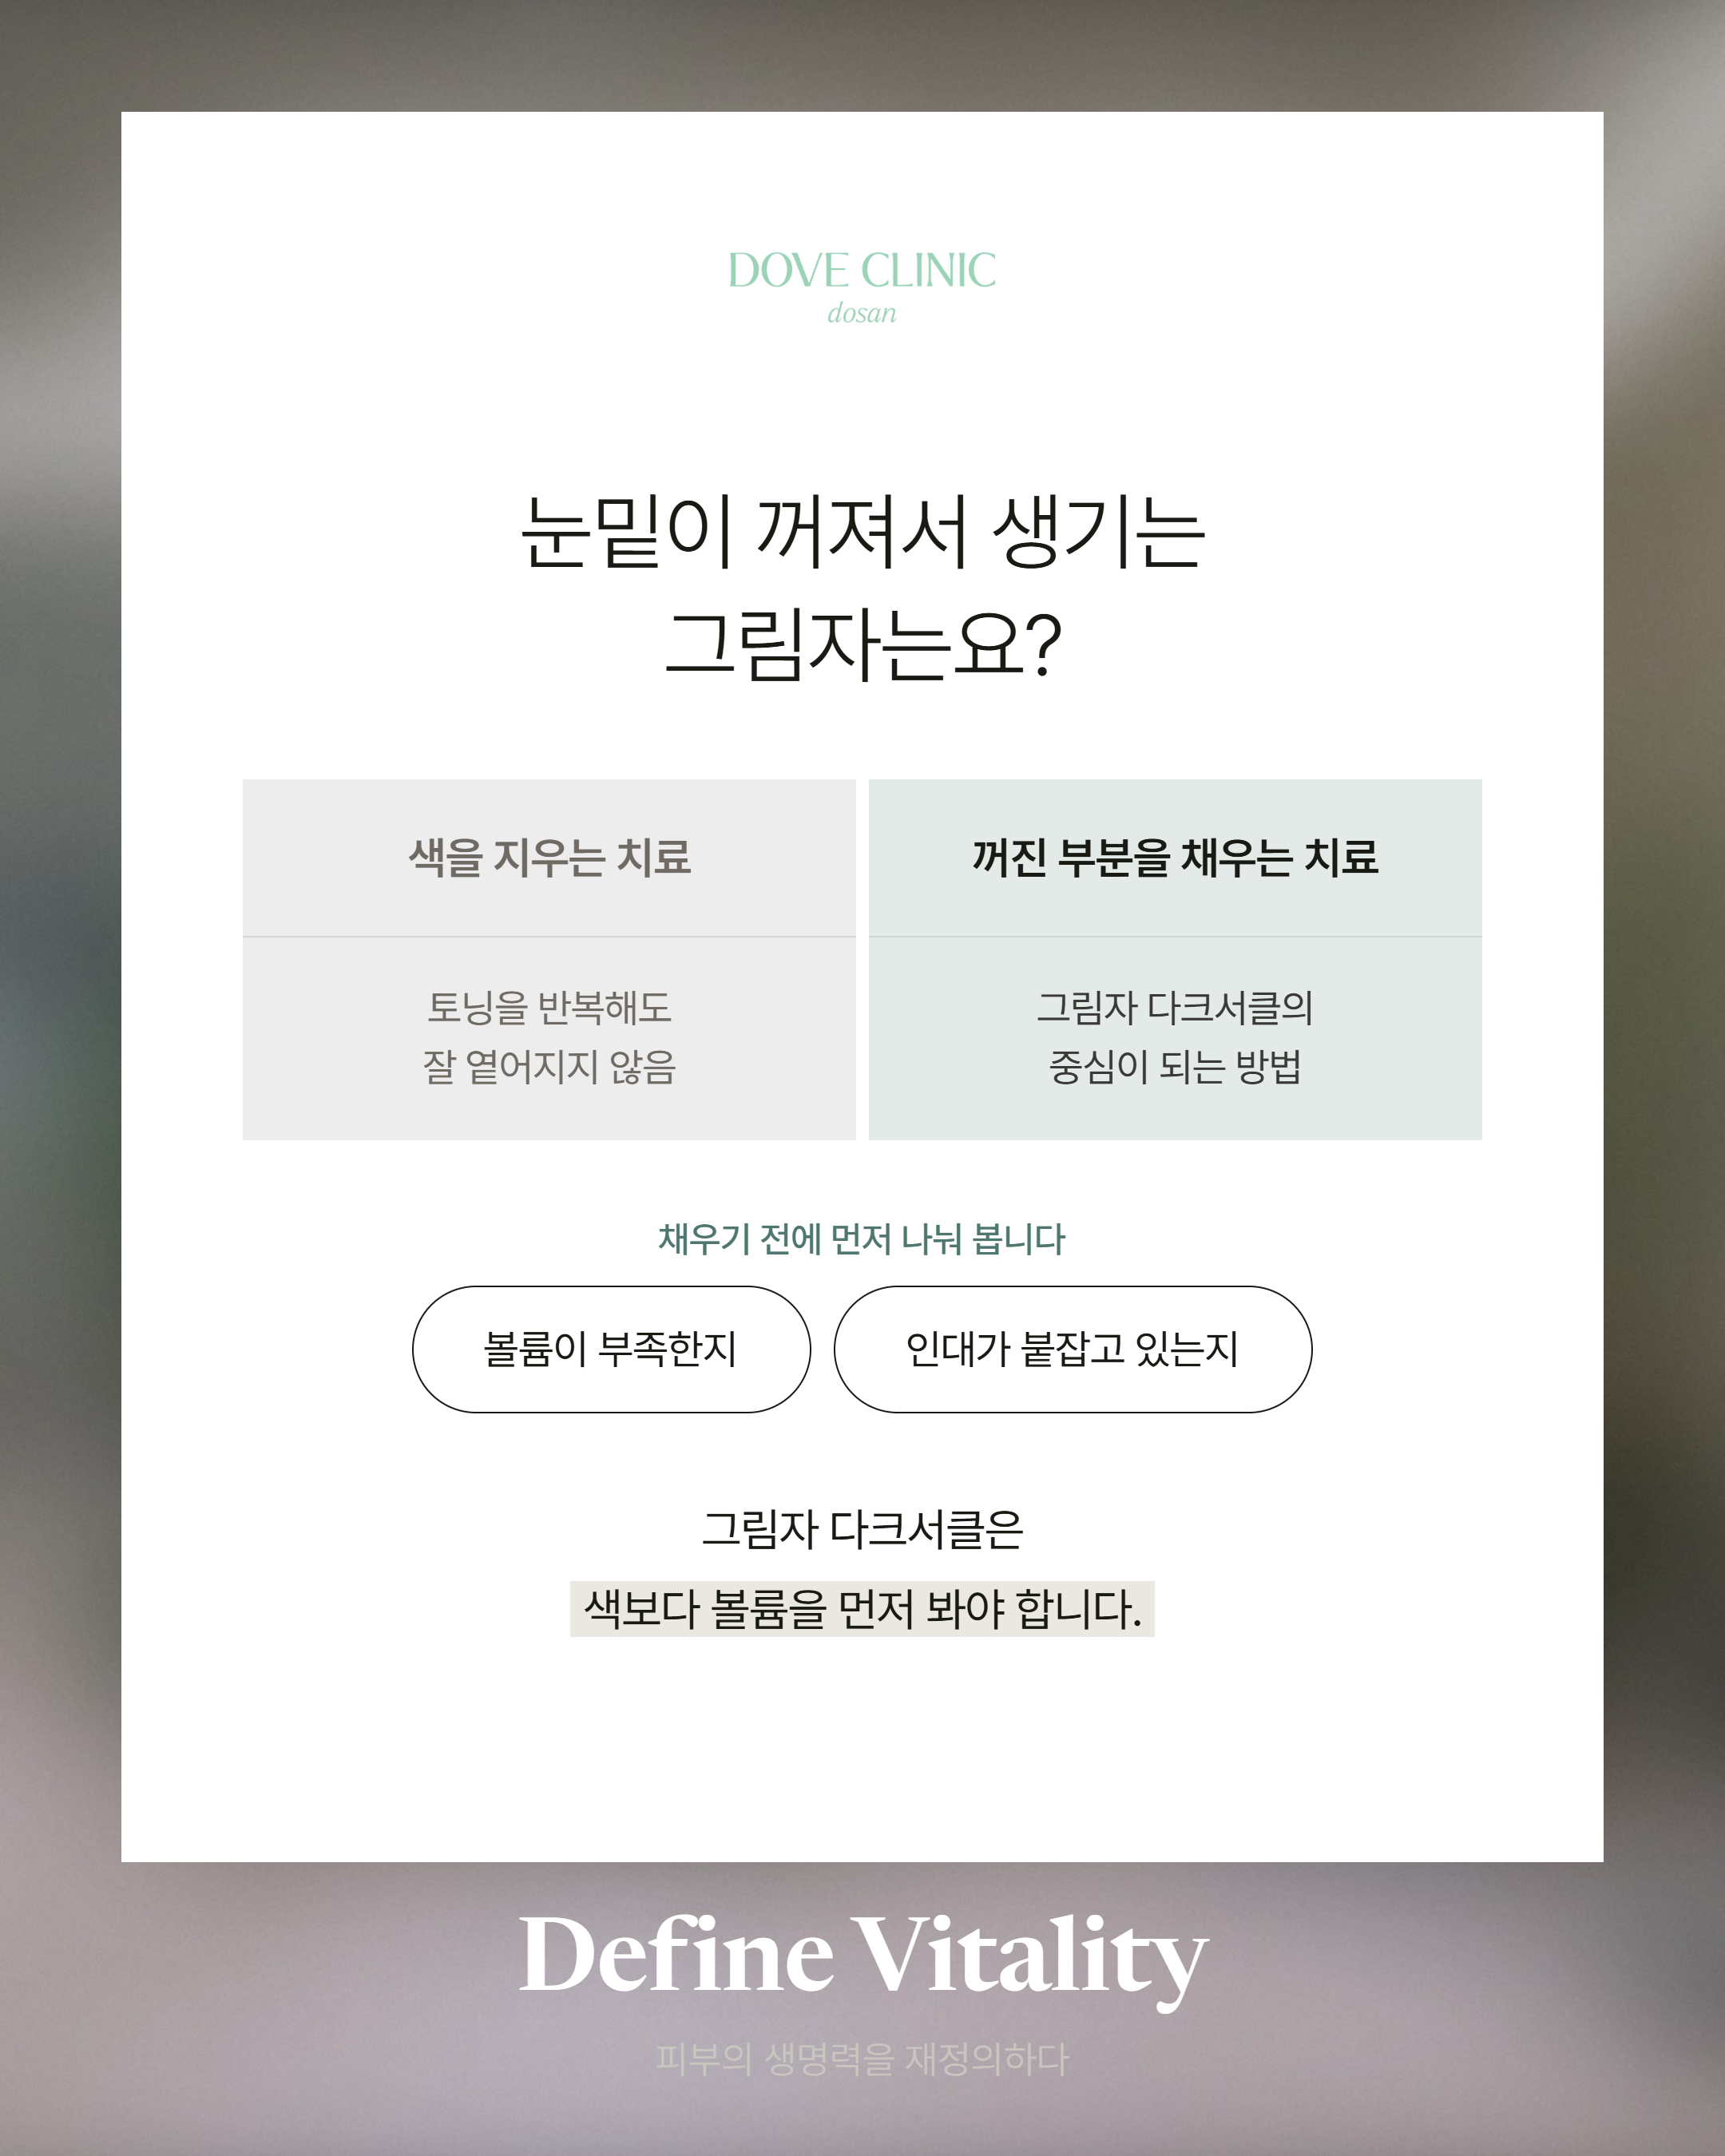 DOVE CLINIC
dosan
눈밑이 꺼져서 생기는
그림자는요?
색을 지우는 치료
꺼진 부분을 채우는 치료
토닝을 반복해도
잘 옅어지지 않음
그림자 다크서클의
중심이 되는 방법
채우기 전에 먼저 나눠 봅니다
볼륨이 부족한지
인대가 붙잡고 있는지
그림자 다크서클은
색보다 볼륨을 먼저 봐야 합니다.
Define Vitality
피부의 생명력을 재정의하다